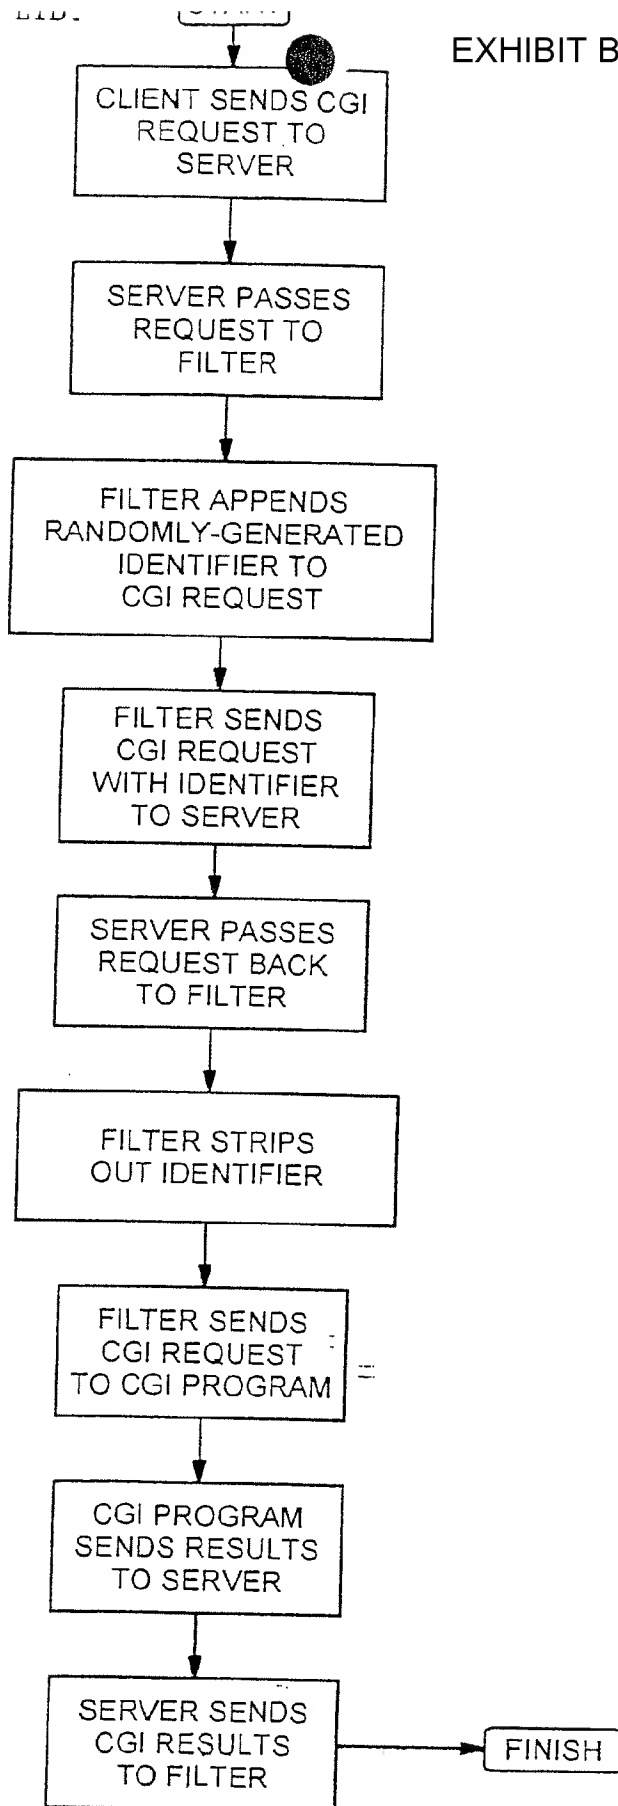 EXHIBIT B
CLIENT SENDS CGI
REQUEST TO
SERVER
SERVER PASSES
REQUEST TO
FILTER
FILTER APPENDS
RANDOMLY-GENERATED
IDENTIFIER TO
CGI REQUEST
FILTER SENDS
CGI REQUEST
WITH IDENTIFIER
TO SERVER
SERVER PASSES
REQUEST BACK
TO FILTER
FILTER STRIPS
OUT IDENTIFIER
FILTER SENDS
CGI REQUEST
TO CGI PROGRAM
CGI PROGRAM
SENDS RESULTS
TO SERVER
SERVER SENDS
CGI RESULTS
TO FILTER
FINISH